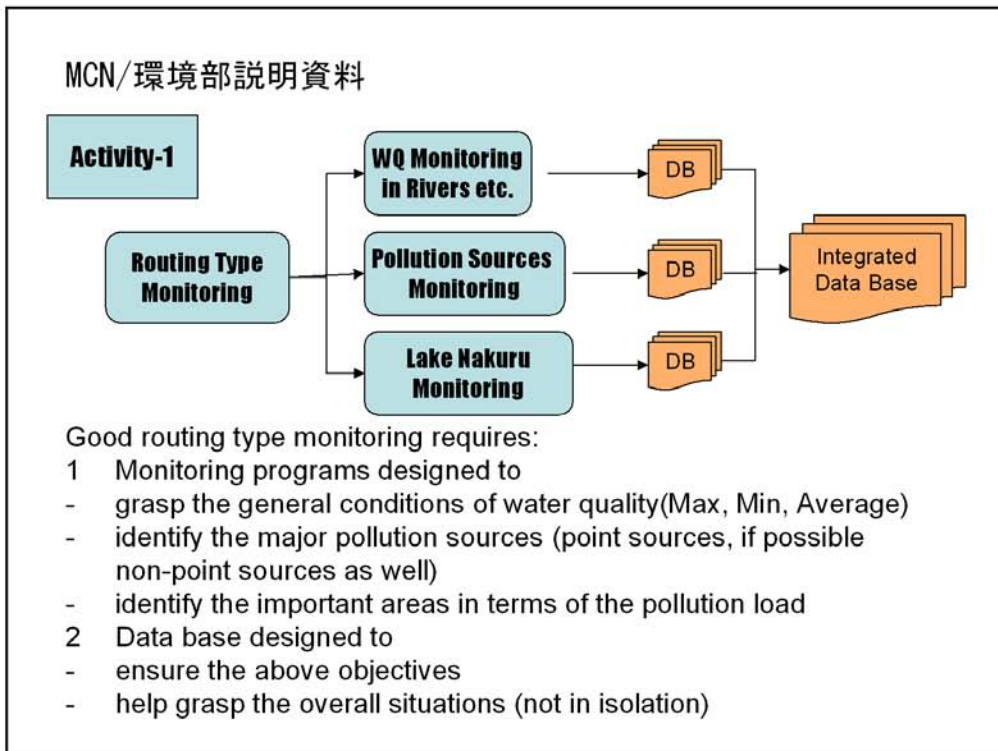 MCN/環境部説明資料
Activity-1
Routing Type
Monitoring
WQ Monitoring
in Rivers etc.
DB
Pollution Sources
Monitoring
DB
Lake Nakuru
Monitoring
DB
Integrated
Data Base
Good routing type monitoring requires:
1 Monitoring programs designed to
- grasp the general conditions of water quality(Max, Min, Average)
- identify the major pollution sources (point sources, if possible
non-point sources as well)
- identify the important areas in terms of the pollution load
2 Data base designed to
- ensure the above objectives
- help grasp the overall situations (not in isolation)